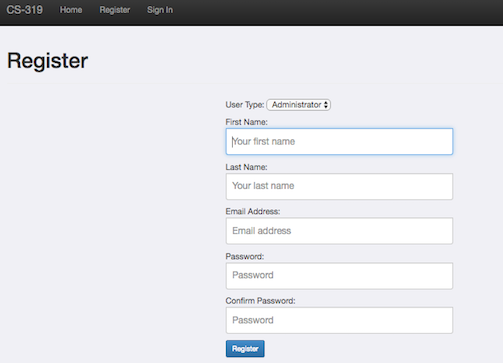 CS-319 Home Register Sign In
Register
User Type: Administrator
First Name:
Your first name
Last Name:
Your last name
Email Address:
Email address
Password:
Password
Confirm Password:
Password
Register